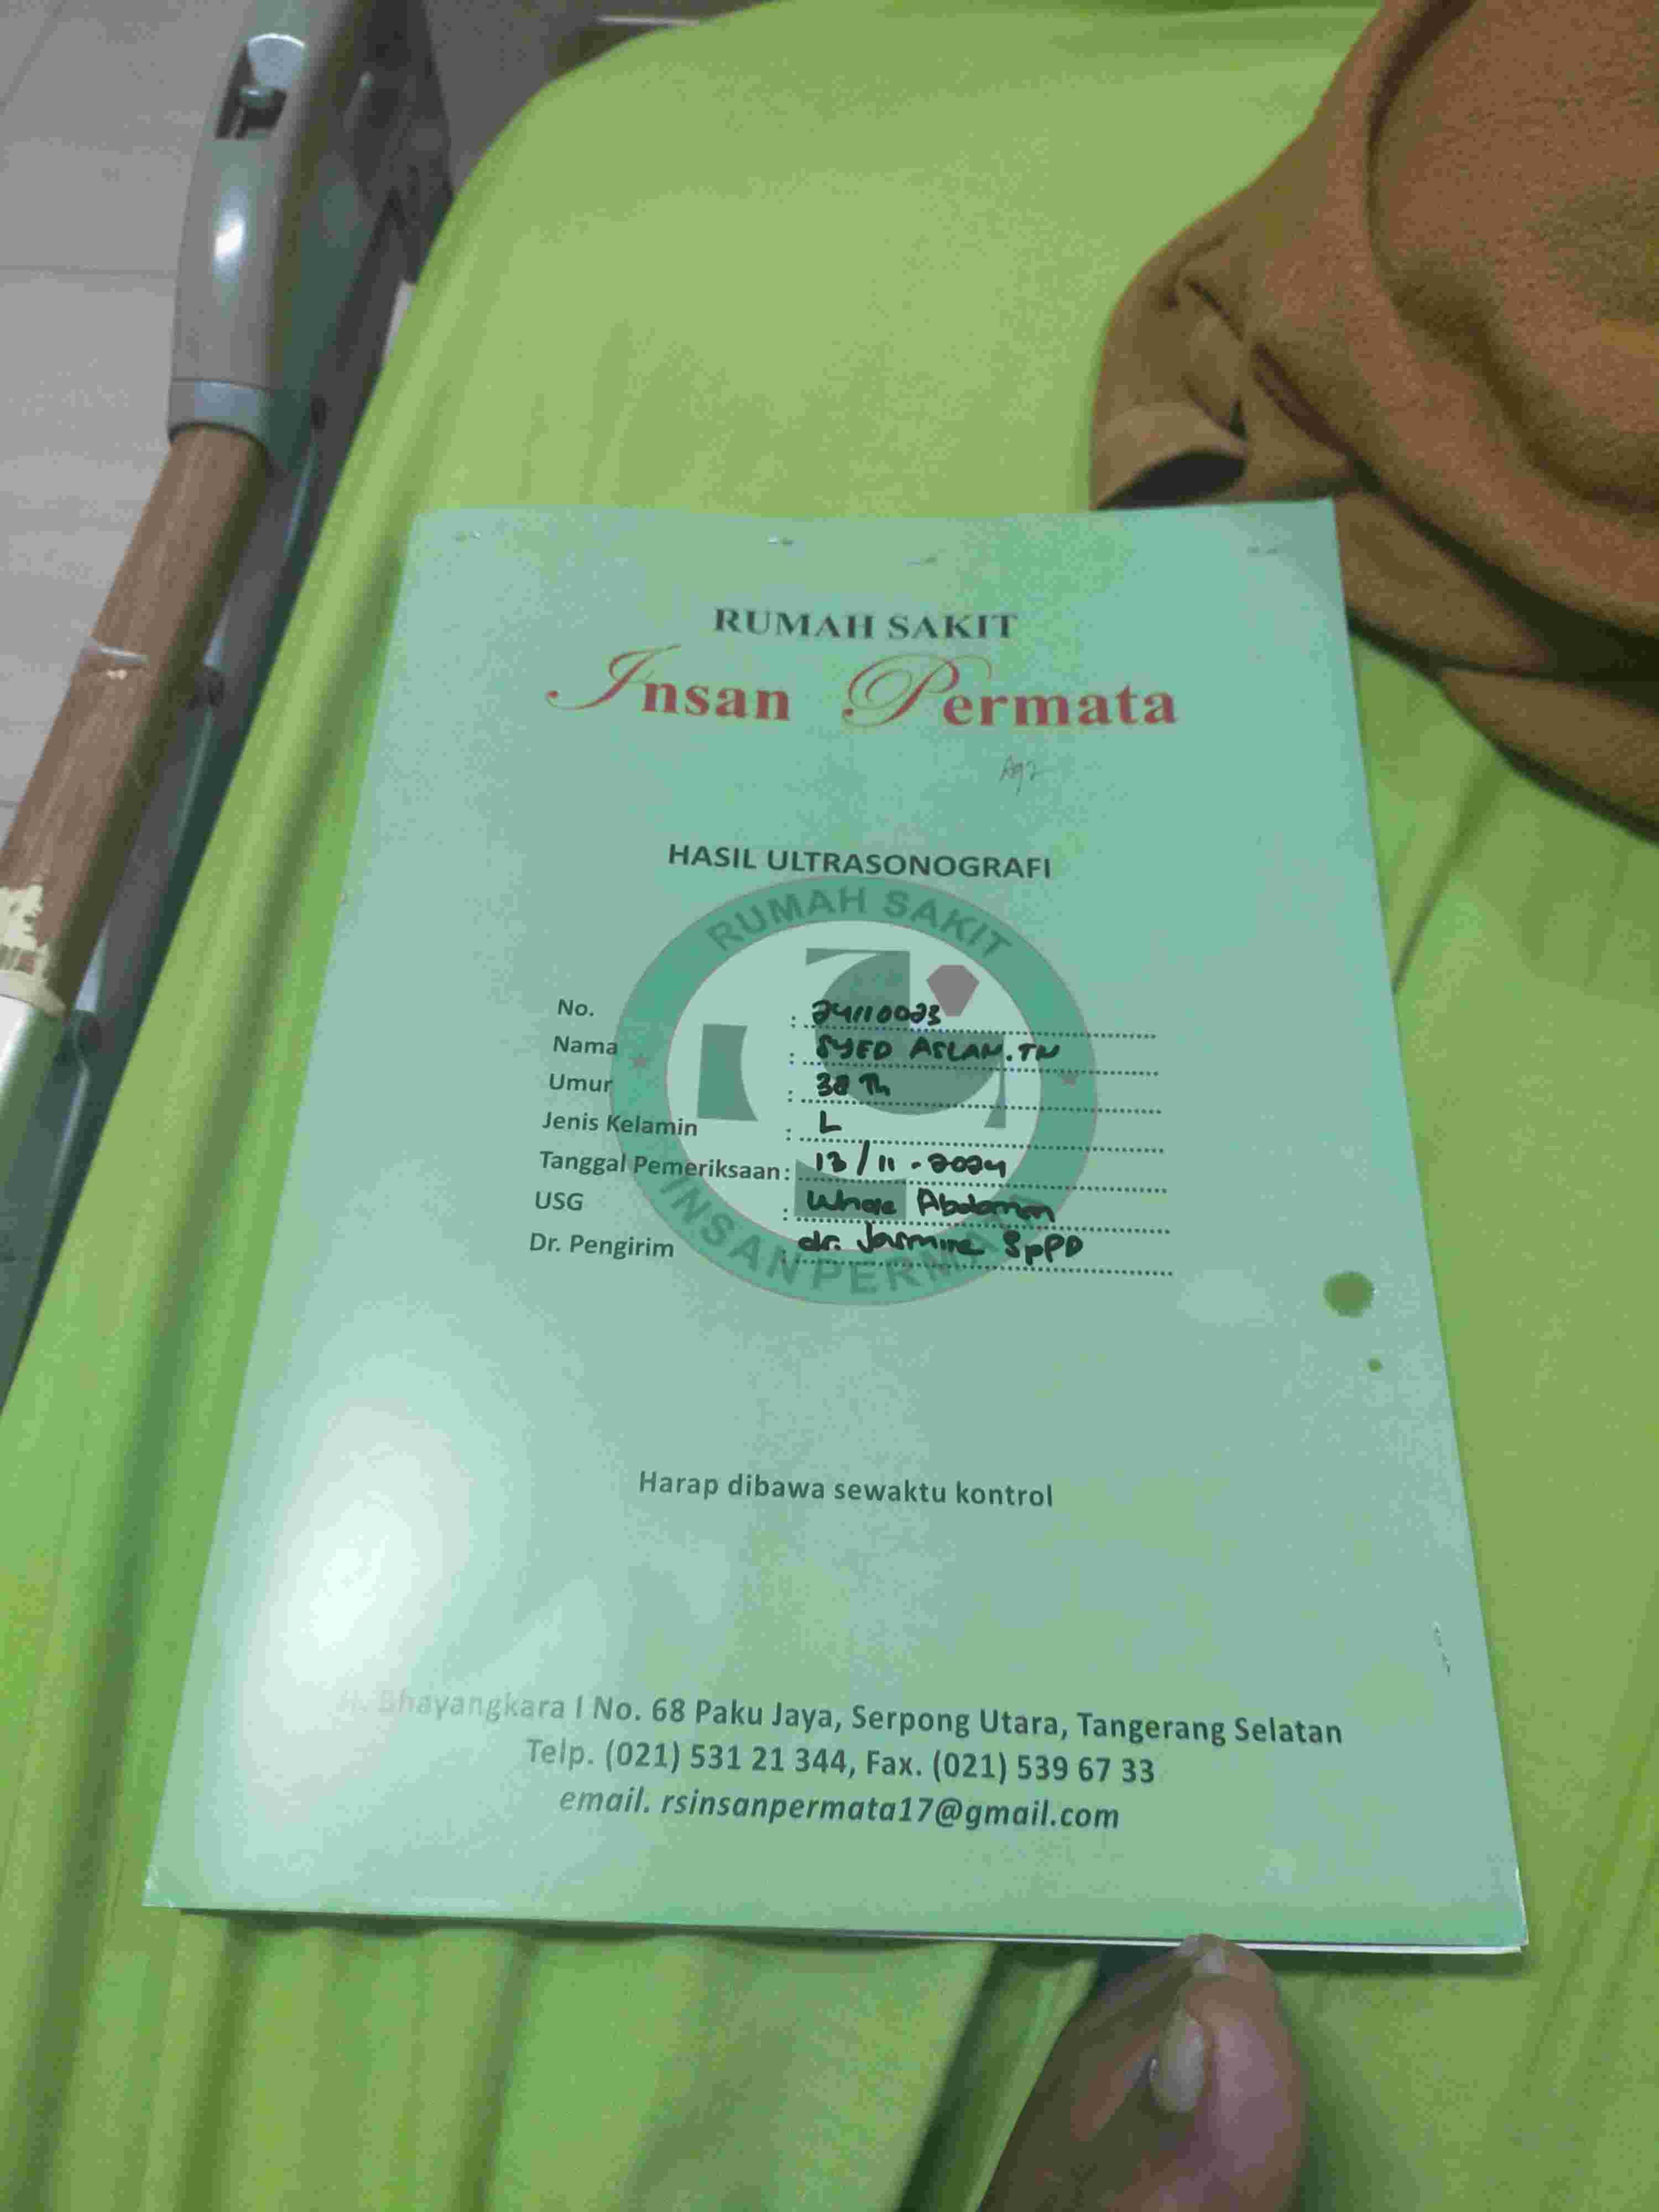 RUMAH SAKIT
Insan Permata
HASIL ULTRASONOGRAFI
RUMAH SAKIT
INSAN PERMATA
No. : 24110023
Nama : SYED ASLAM.TN
Umur : 38 Th
Jenis Kelamin : L
Tanggal Pemeriksaan: 13/11-2024
USG : Whole Abdomen
Dr. Pengirim : dr. Jasmine SpPD
Harap dibawa sewaktu kontrol
Bhayangkara I No. 68 Paku Jaya, Serpong Utara, Tangerang Selatan
Telp. (021) 531 21 344, Fax. (021) 539 67 33
email. rsinsanpermata17@gmail.com